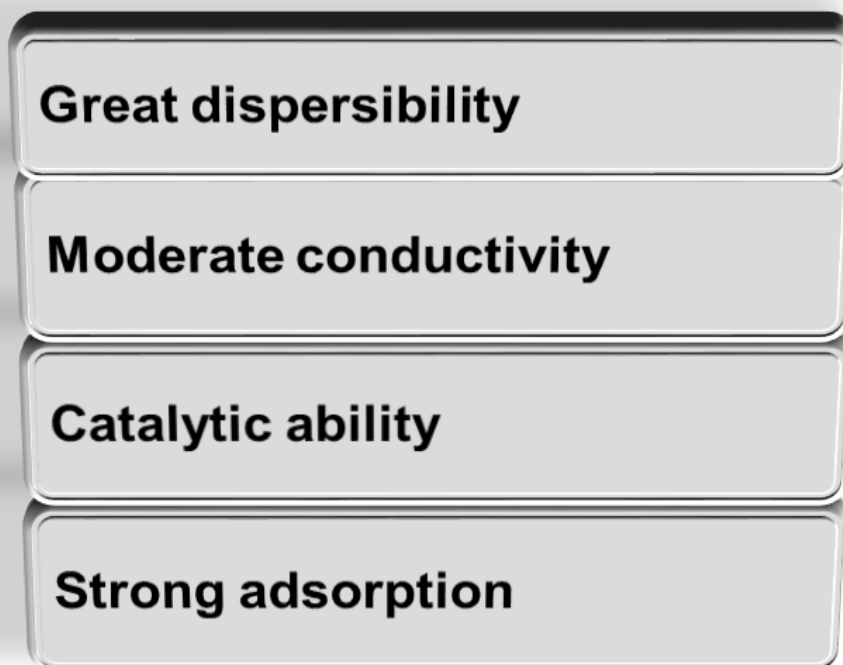 Great dispersibility
Moderate conductivity
Catalytic ability
Strong adsorption